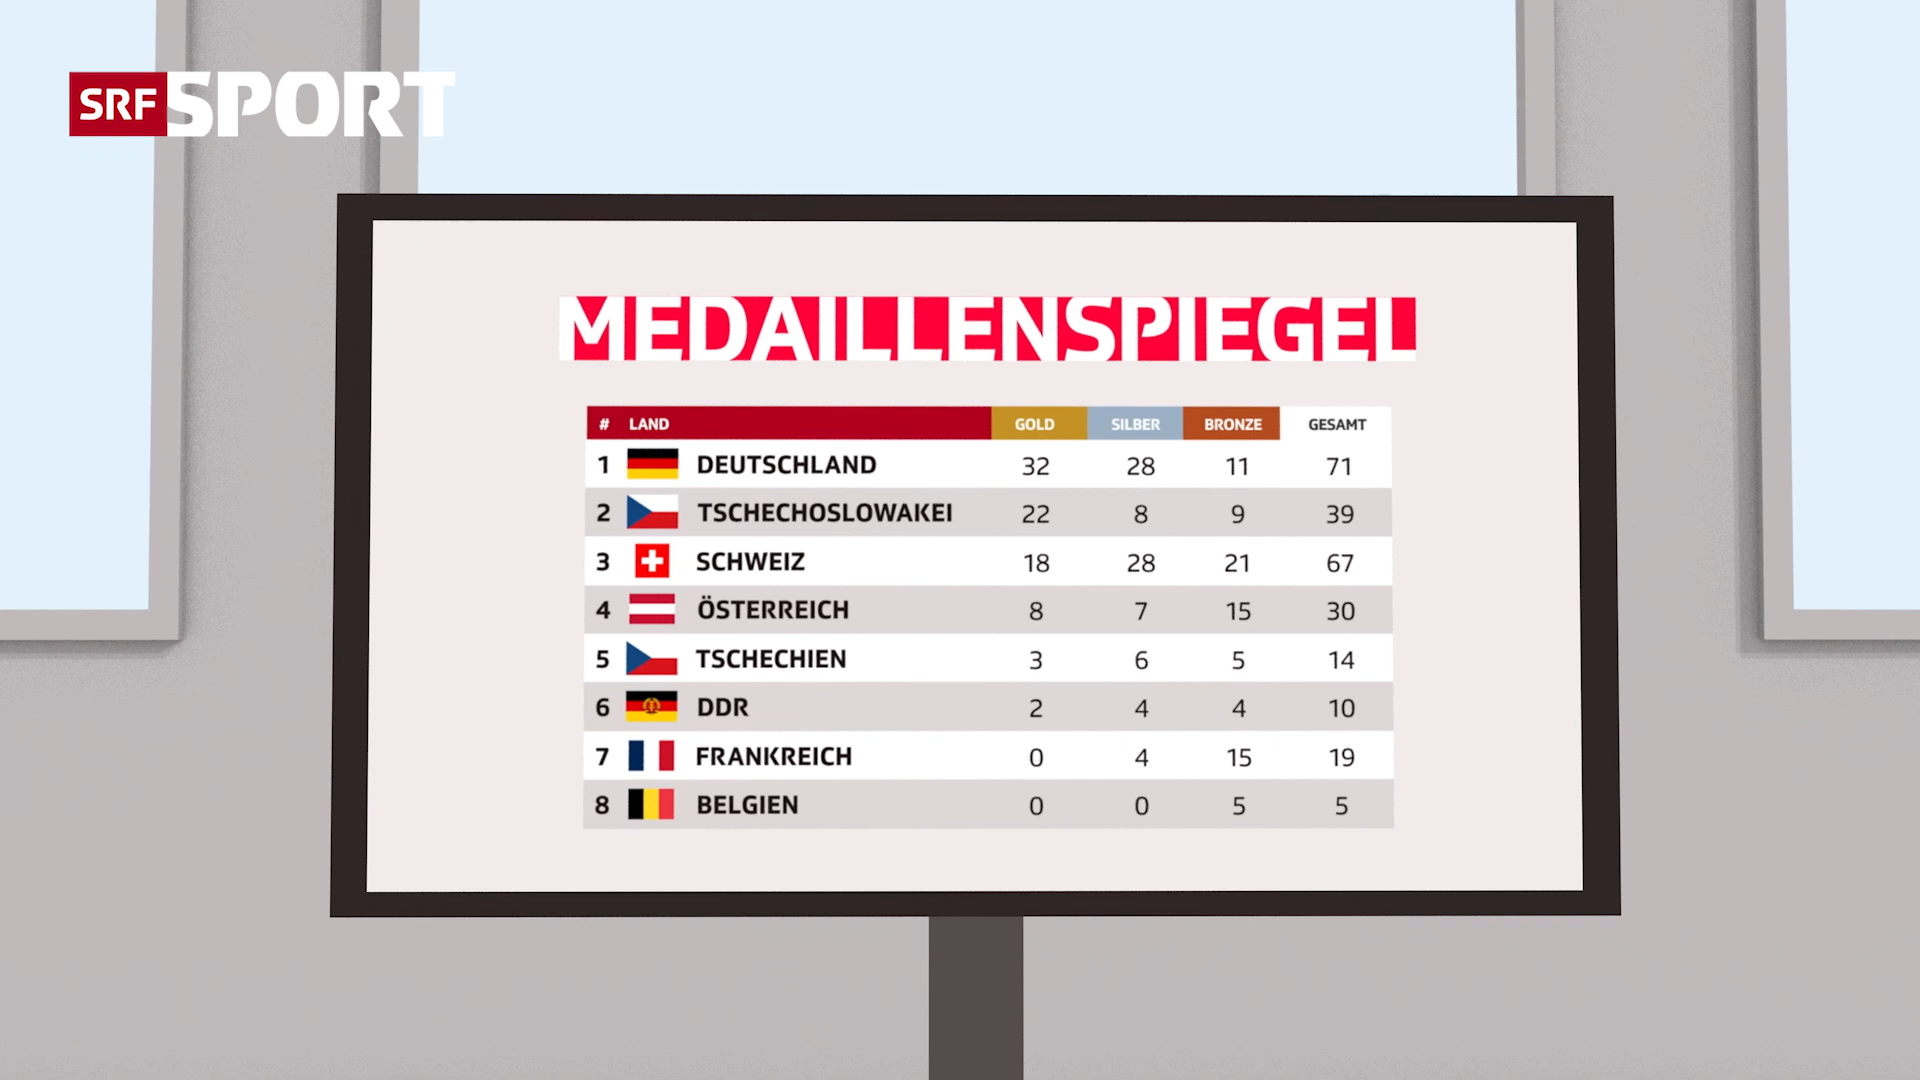 SRF SPORT
MEDAILLENSPIEGEL
# LAND GOLD SILBER BRONZE GESAMT
1 DEUTSCHLAND 32 28 11 71
2 TSCHECHOSLOWAKEI 22 8 9 39
3 SCHWEIZ 18 28 21 67
4 ÖSTERREICH 8 7 15 30
5 TSCHECHIEN 3 6 5 14
6 DDR 2 4 4 10
7 FRANKREICH 0 4 15 19
8 BELGIEN 0 0 5 5